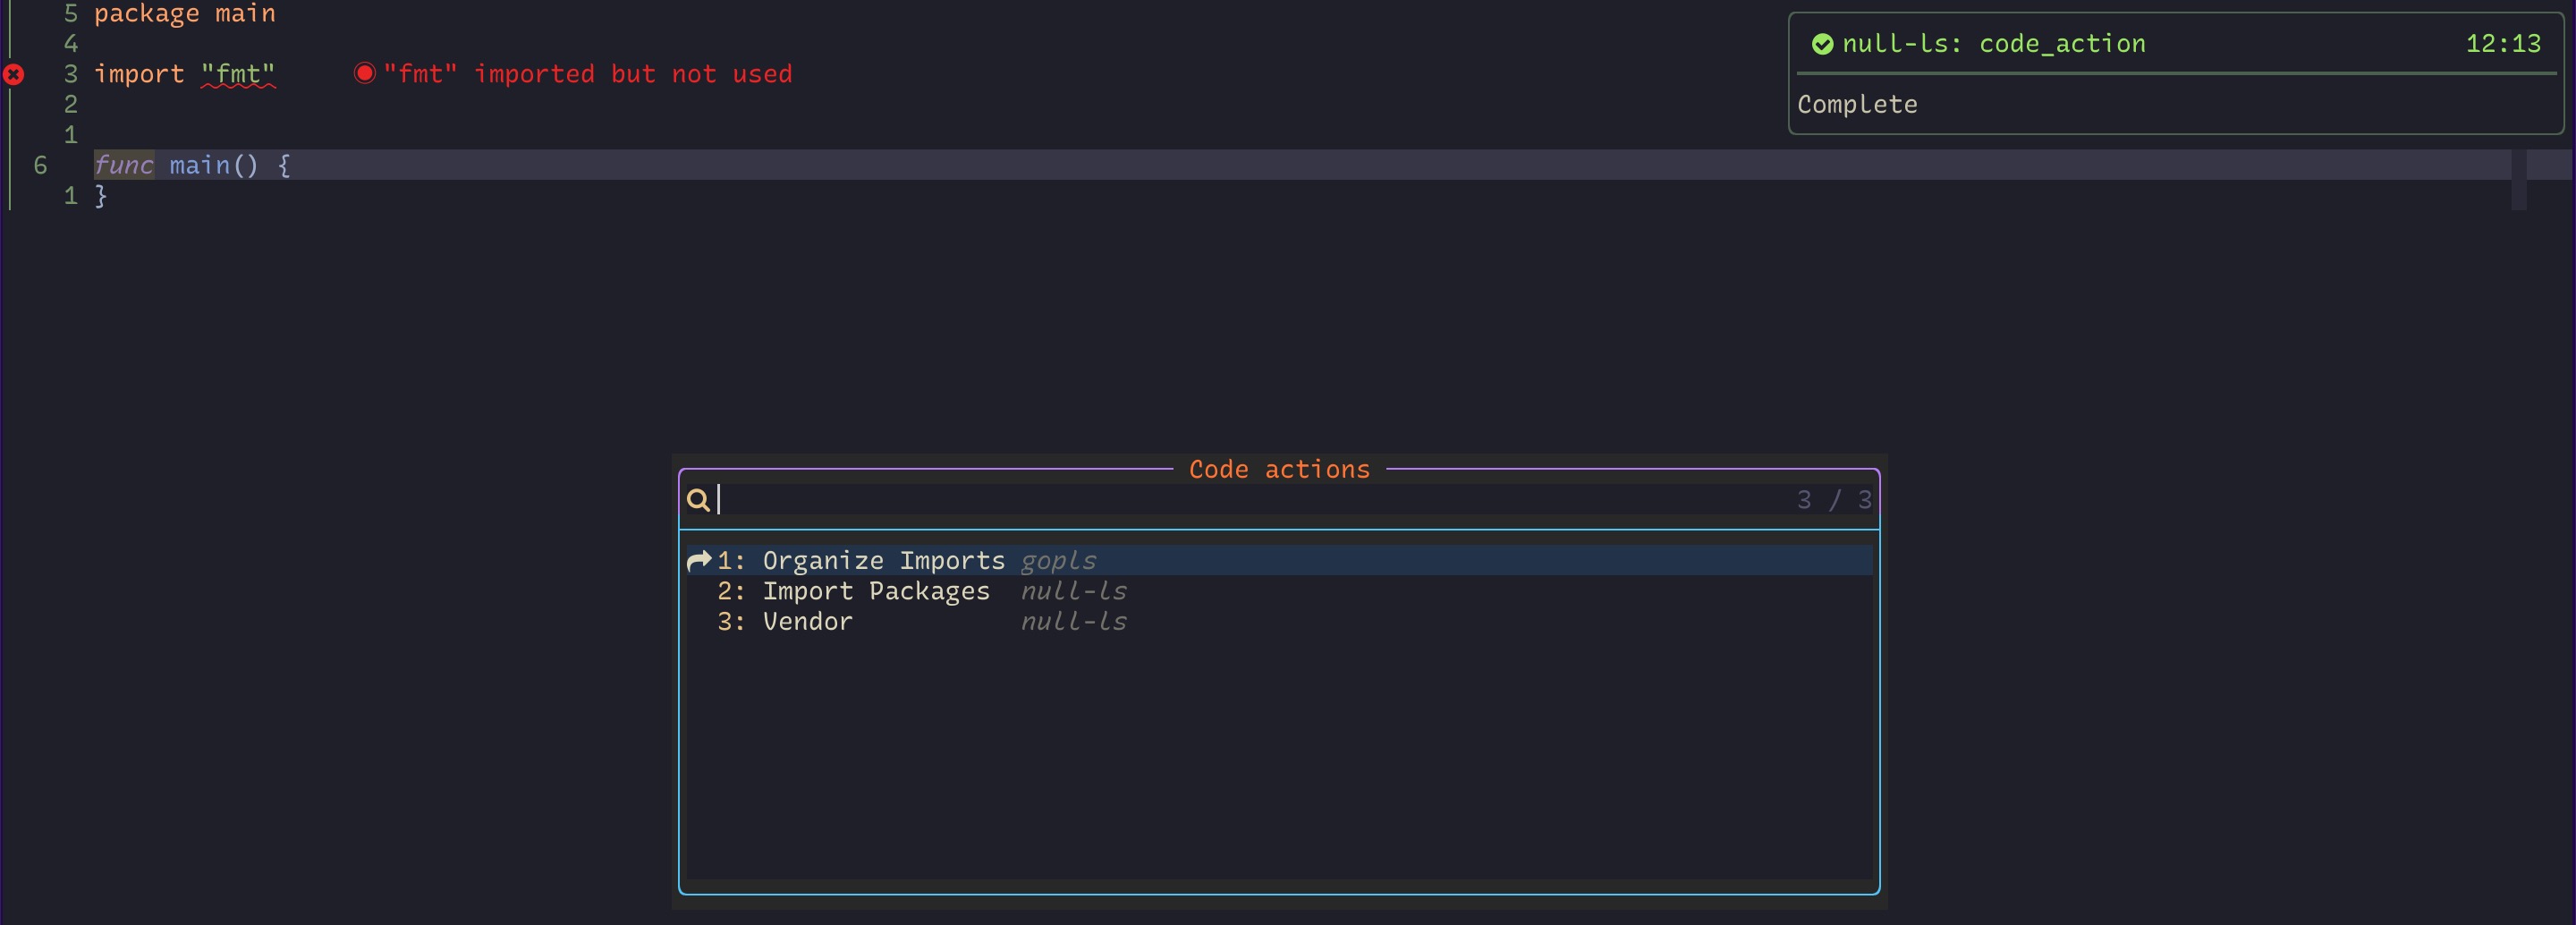 5 package main
4
3 import "fmt" "fmt" imported but not used
2
1
6 func main() {
1 }
null-ls: code_action 12:13
Complete
Code actions
3 / 3
1: Organize Imports gopls
2: Import Packages null-ls
3: Vendor null-ls